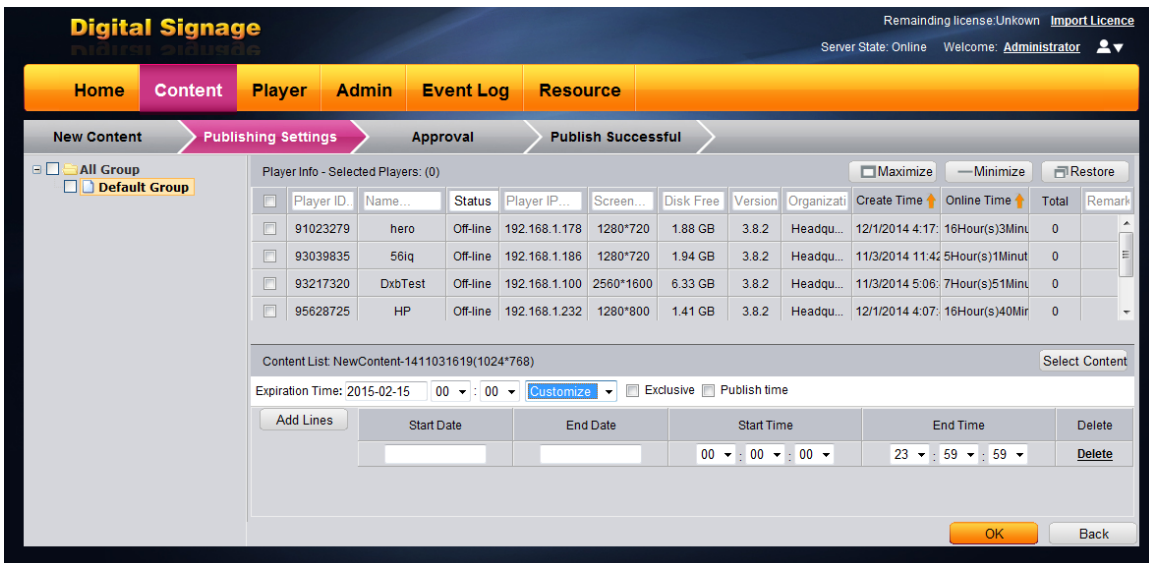 Digital Signage
Remainding license:Unkown Import Licence
Server State: Online Welcome: Administrator
Home Content Player Admin Event Log Resource
New Content Publishing Settings Approval Publish Successful
All Group
Default Group
Player Info - Selected Players: (0) Maximize Minimize Restore
Player ID.. Name... Status Player IP... Screen... Disk Free Version Organizati Create Time Online Time Total Remark
91023279 hero Off-line 192.168.1.178 1280*720 1.88 GB 3.8.2 Headqu... 12/1/2014 4:17: 16Hour(s)3Minu 0
93039835 56iq Off-line 192.168.1.186 1280*720 1.94 GB 3.8.2 Headqu... 11/3/2014 11:42 5Hour(s)1Minut 0
93217320 DxbTest Off-line 192.168.1.100 2560*1600 6.33 GB 3.8.2 Headqu... 11/3/2014 5:06: 7Hour(s)51Minu 0
95628725 HP Off-line 192.168.1.232 1280*800 1.41 GB 3.8.2 Headqu... 12/1/2014 4:07: 16Hour(s)40Min 0
Content List: NewContent-1411031619(1024*768) Select Content
Expiration Time: 2015-02-15 00 : 00 Customize Exclusive Publish time
Add Lines Start Date End Date Start Time End Time Delete
00 : 00 : 00 23 : 59 : 59 Delete
OK Back